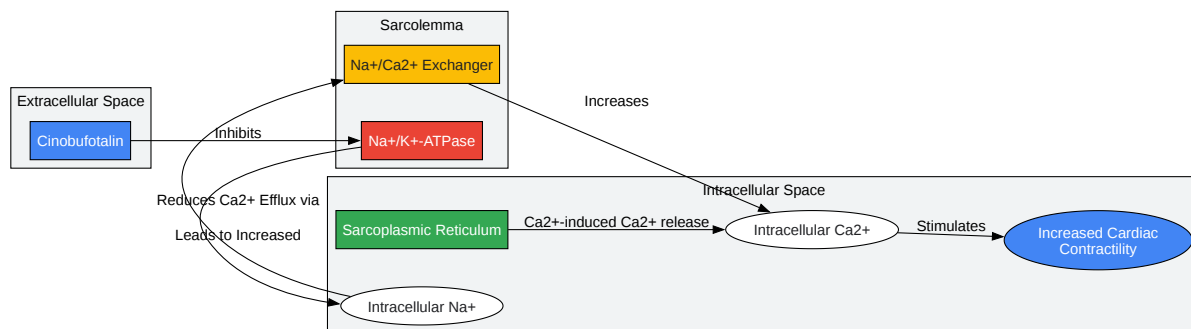 Sarcolemma
Na+/Ca2+ Exchanger
Extracellular Space
Increases
Cinobufotalin
Inhibits
Na+/K+-ATPase
Intracellular Space
Reduces Ca2+ Efflux via
Leads to Increased
Sarcoplasmic Reticulum
Ca2+-induced Ca2+ release
Intracellular Ca2+
Stimulates
Increased Cardiac
Contractility
Intracellular Na+